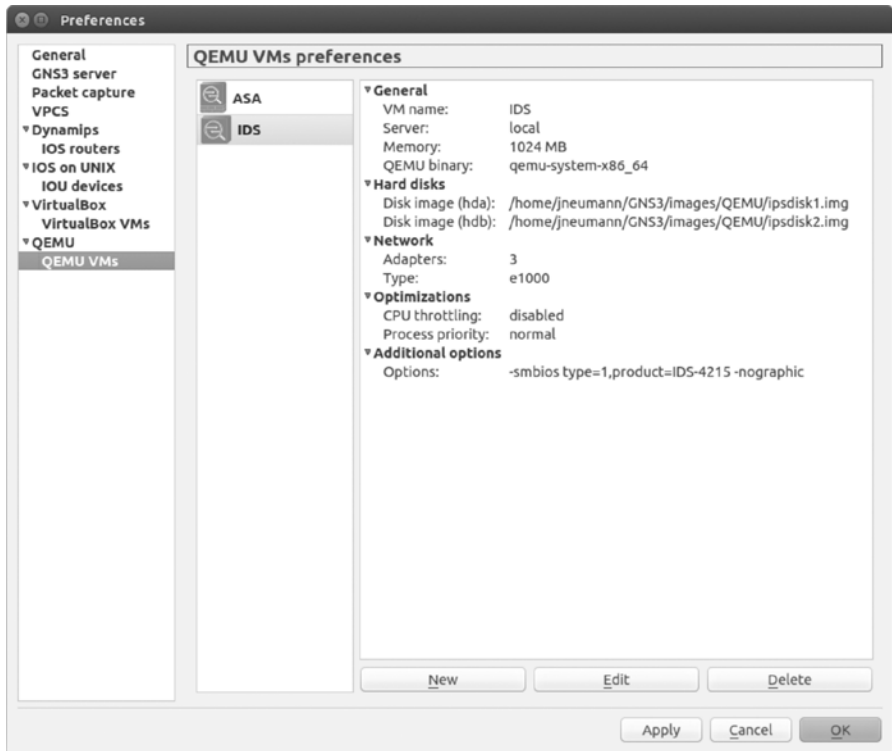 Preferences
General
GNS3 server
Packet capture
VPCS
Dynamips
IOS routers
IOS on UNIX
IOU devices
VirtualBox
VirtualBox VMs
QEMU
QEMU VMs
QEMU VMs preferences
ASA
IDS
General
VM name: IDS
Server: local
Memory: 1024 MB
QEMU binary: qemu-system-x86_64
Hard disks
Disk image (hda): /home/jneumann/GNS3/images/QEMU/ipsdisk1.img
Disk image (hdb): /home/jneumann/GNS3/images/QEMU/ipsdisk2.img
Network
Adapters: 3
Type: e1000
Optimizations
CPU throttling: disabled
Process priority: normal
Additional options
Options: -smbios type=1,product=IDS-4215 -nographic
New Edit Delete
Apply Cancel OK